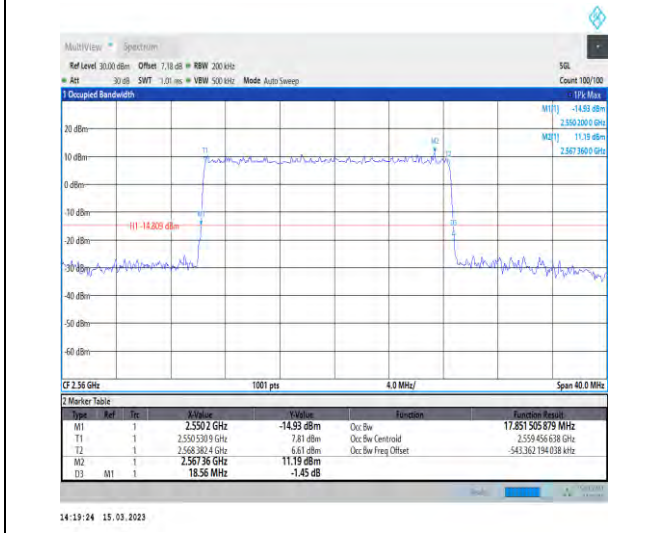 MultiView Spectrum
Ref Level 30.00 dBm Offset 7.18 dB RBW 200 kHz SGL
Att 30 dB SWT 1.01 ms VBW 500 kHz Mode Auto Sweep Count 100/100
1 Occupied Bandwidth 1Pk Max
M1[1] -14.93 dBm
2.550 200 0 GHz
M2[1] 11.19 dBm
2.567 360 0 GHz
20 dBm
M2
T1 T2
10 dBm
0 dBm
-10 dBm
M1
H1 -14.809 dBm D3
-20 dBm
-30 dBm
-40 dBm
-50 dBm
-60 dBm
CF 2.56 GHz 1001 pts 4.0 MHz/ Span 40.0 MHz
2 Marker Table
Type Ref Trc X-Value Y-Value Function Function Result
M1 1 2.550 2 GHz -14.93 dBm Occ Bw 17.851 505 879 MHz
T1 1 2.550 530 9 GHz 7.81 dBm Occ Bw Centroid 2.559 456 638 GHz
T2 1 2.568 382 4 GHz 6.61 dBm Occ Bw Freq Offset -543.362 194 038 kHz
M2 1 2.567 36 GHz 11.19 dBm
D3 M1 1 18.56 MHz -1.45 dB
14:19:24 15.03.2023